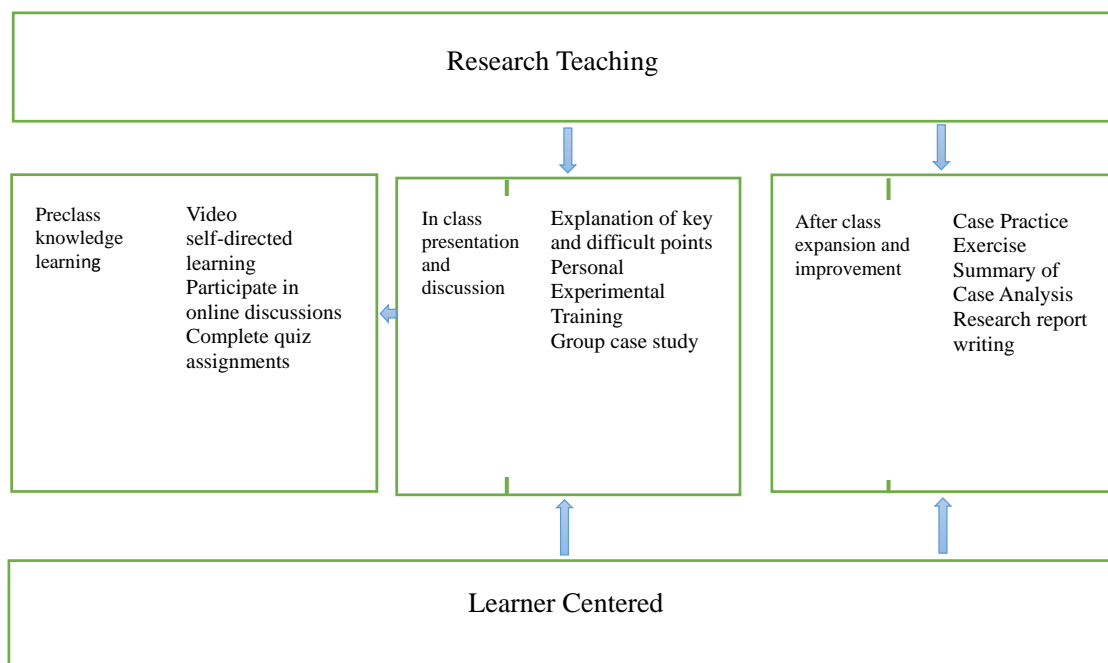 Research Teaching
Preclass
knowledge
learning
Video
self-directed
learning
Participate in
online discussions
Complete quiz
assignments
In class
presentation
and
discussion
Explanation of key
and difficult points
Personal
Experimental
Training
Group case study
After class
expansion and
improvement
Case Practice
Exercise
Summary of
Case Analysis
Research report
writing
Learner Centered